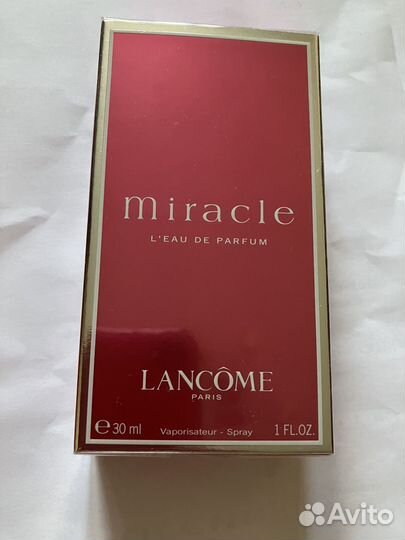 miracle
L'EAU DE PARFUM
LANCÔME
PARIS
e 30 ml Vaporisateur - Spray 1 FL.OZ.
Avito